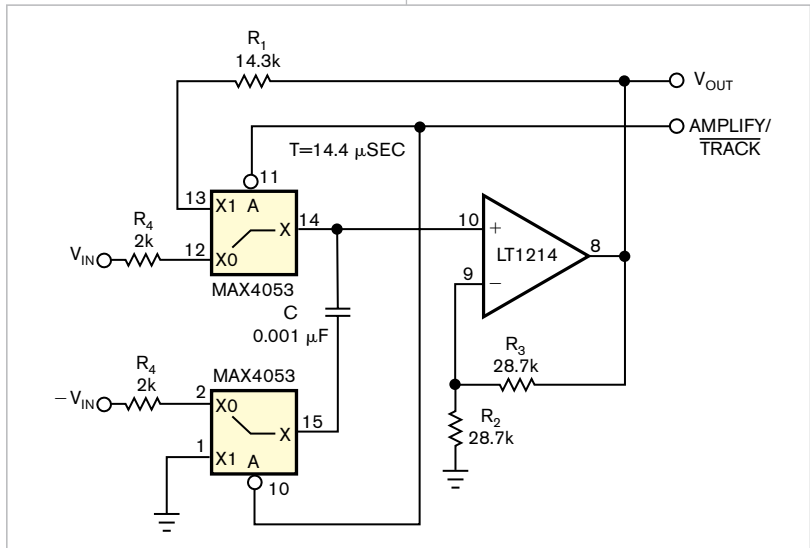 R1
14.3k
VOUT
AMPLIFY/
TRACK
T=14.4 μSEC
11
13
X1 A
14
X
R4
2k
VIN
12
X0
MAX4053
10
+
LT1214
8
9
−
C
0.001 μF
R3
28.7k
R4
2k
MAX4053
−VIN
2
X0
15
X
1
X1 A
10
R2
28.7k